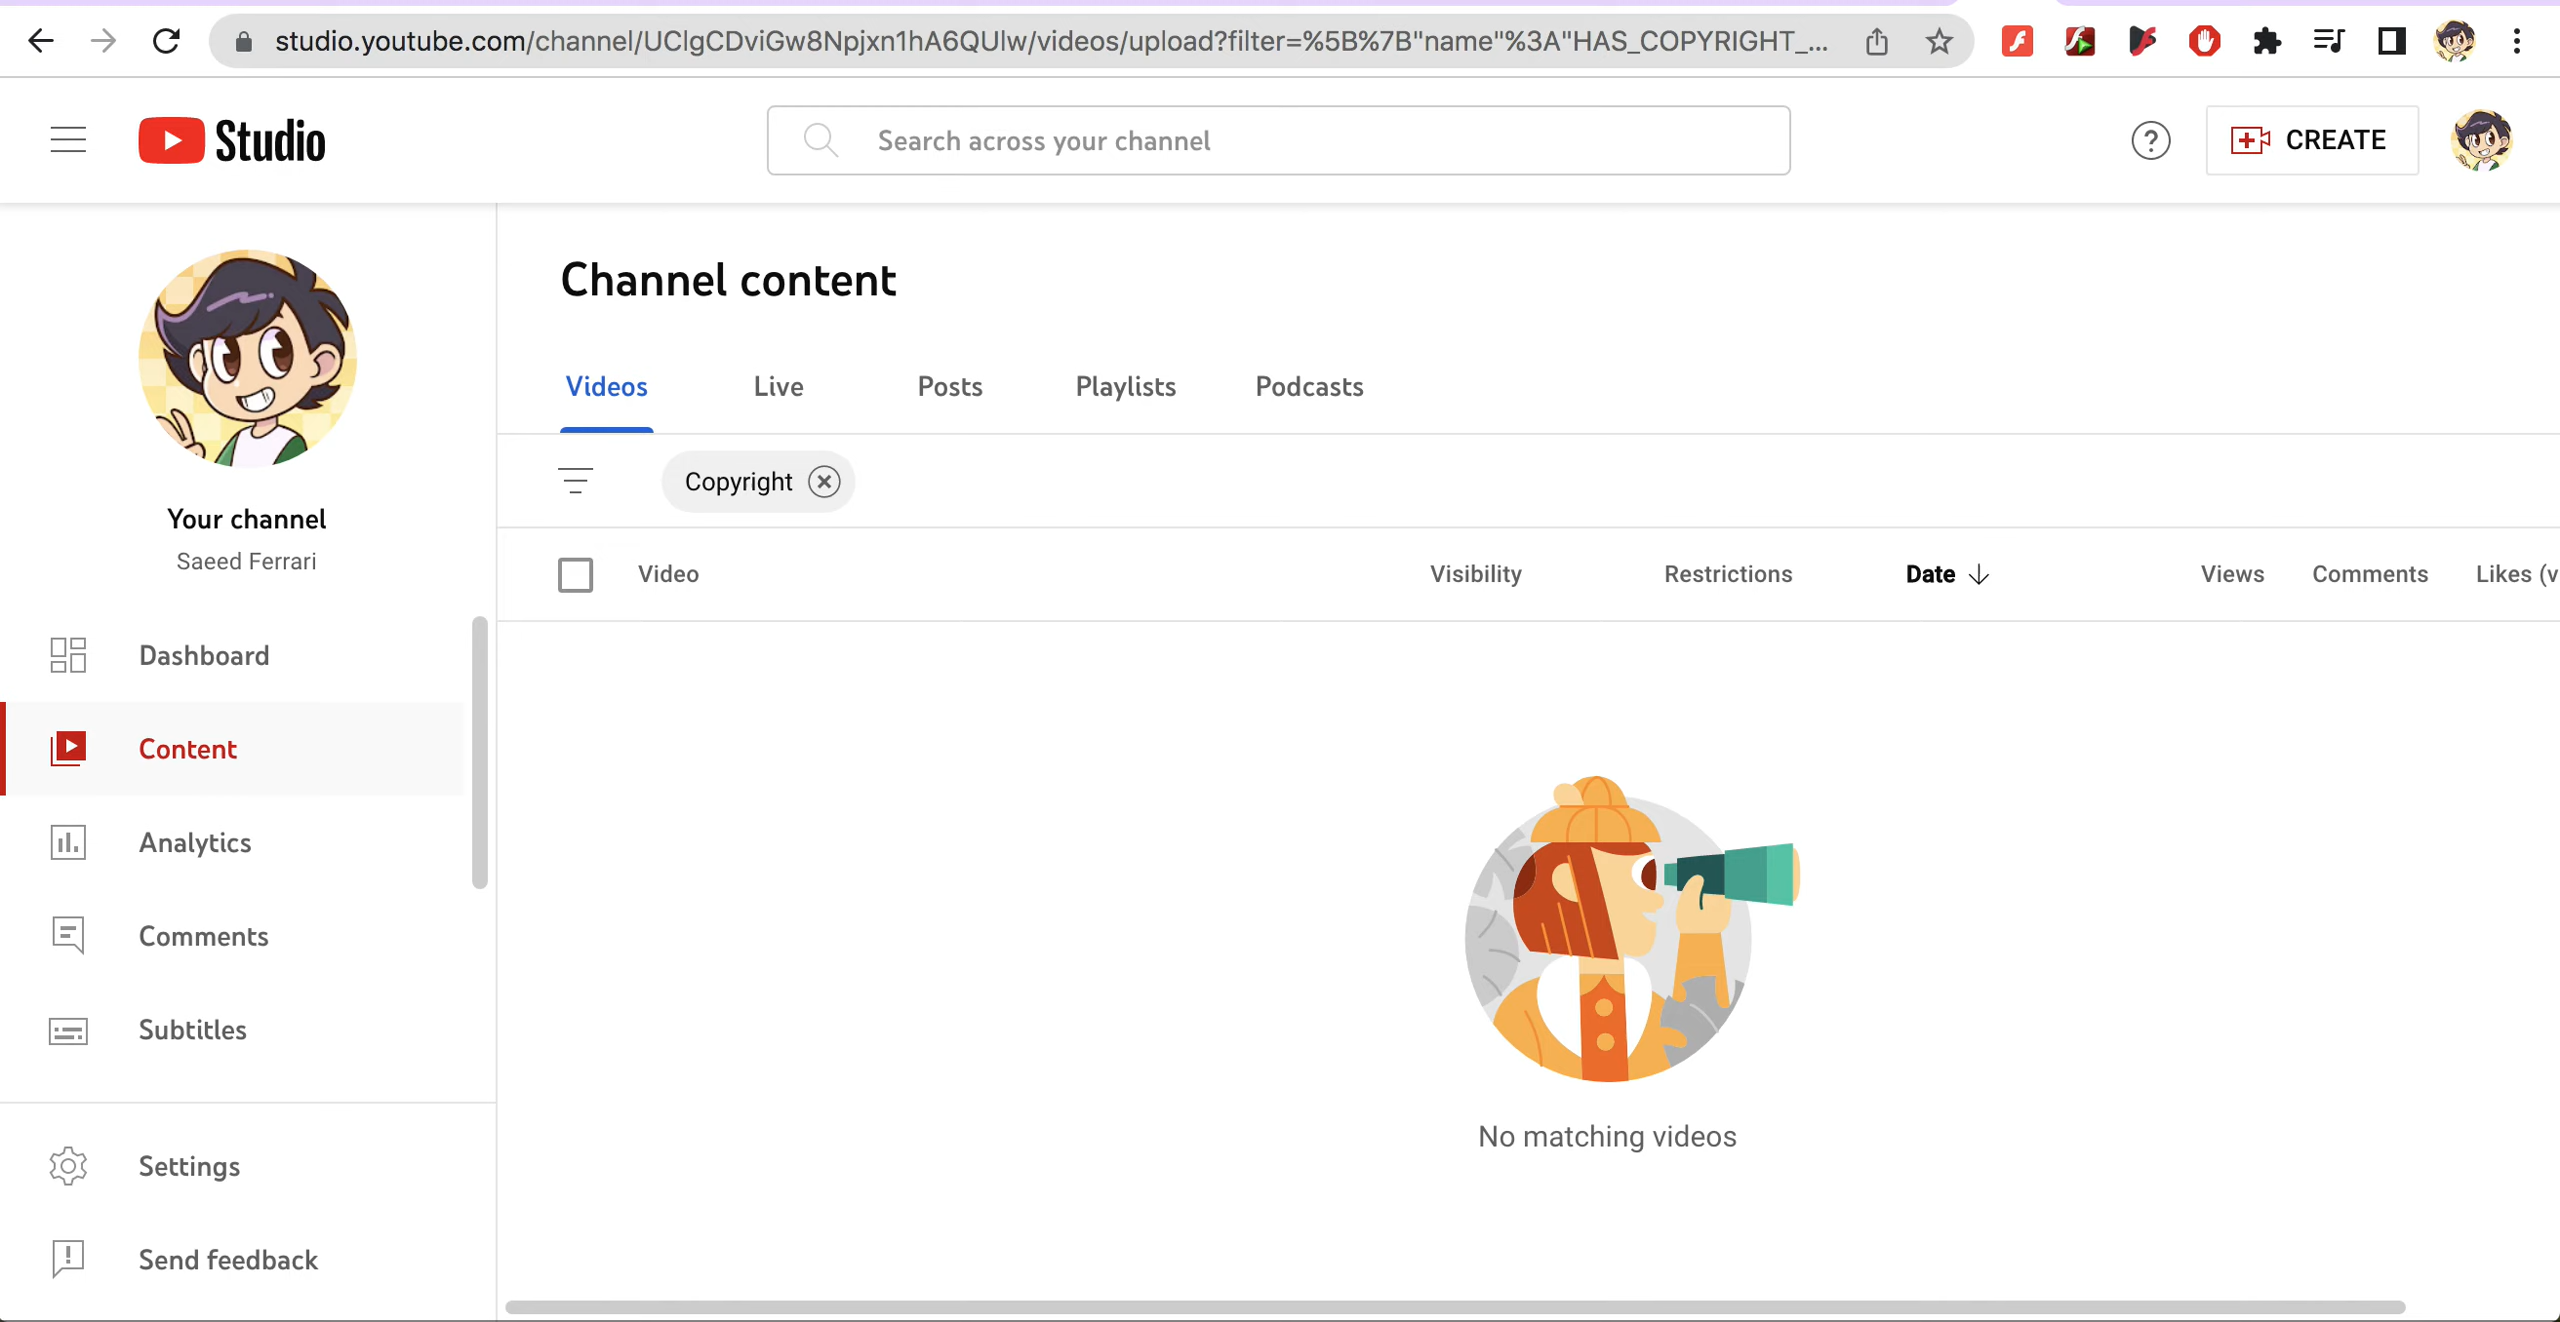 studio.youtube.com/channel/UClgCDviGw8Npjxn1hA6QUlw/videos/upload?filter=%5B%7B"name"%3A"HAS_COPYRIGHT_...
Studio
Search across your channel
?
CREATE
Your channel
Saeed Ferrari
Dashboard
Content
Analytics
Comments
Subtitles
Settings
Send feedback
Channel content
Videos
Live
Posts
Playlists
Podcasts
Copyright
Video
Visibility
Restrictions
Date
Views
Comments
Likes (v
No matching videos